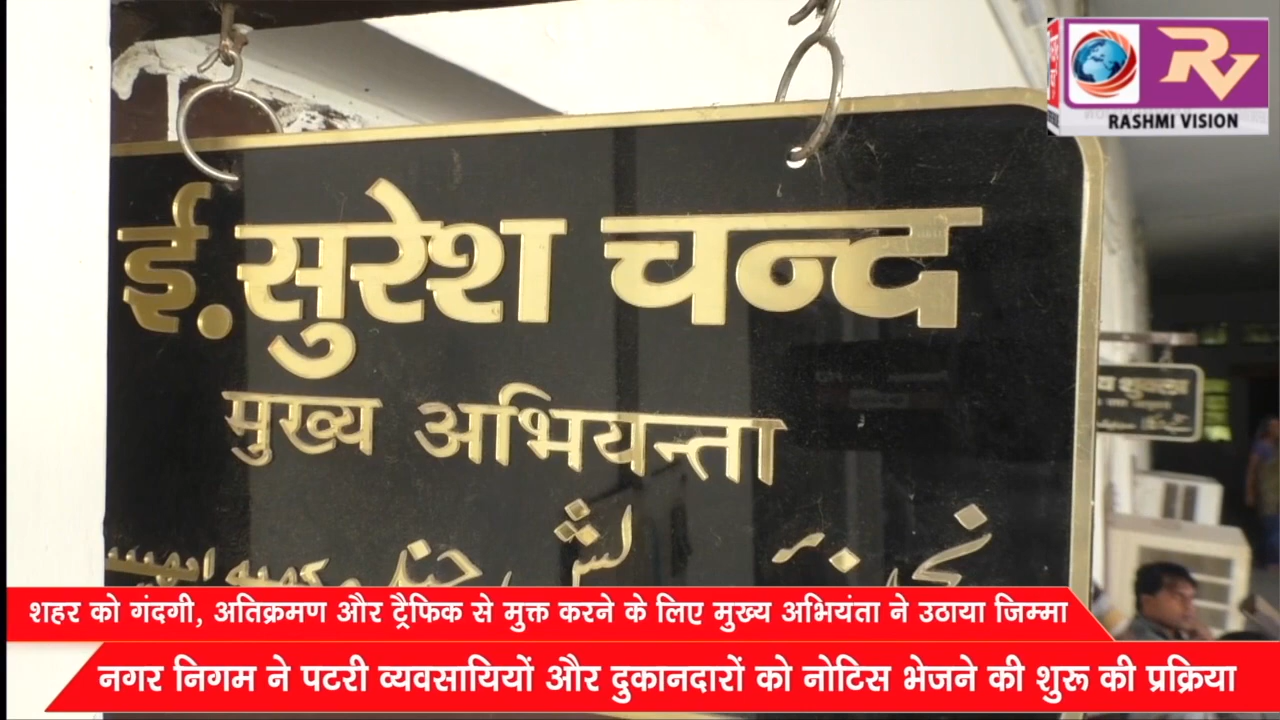 RV
RASHMI VISION
ई. सुरेश चन्द
मुख्य अभियन्ता
शहर को गंदगी, अतिक्रमण और ट्रैफिक से मुक्त करने के लिए मुख्य अभियंता ने उठाया जिम्मा
नगर निगम ने पटरी व्यवसायियों और दुकानदारों को नोटिस भेजने की शुरू की प्रक्रिया